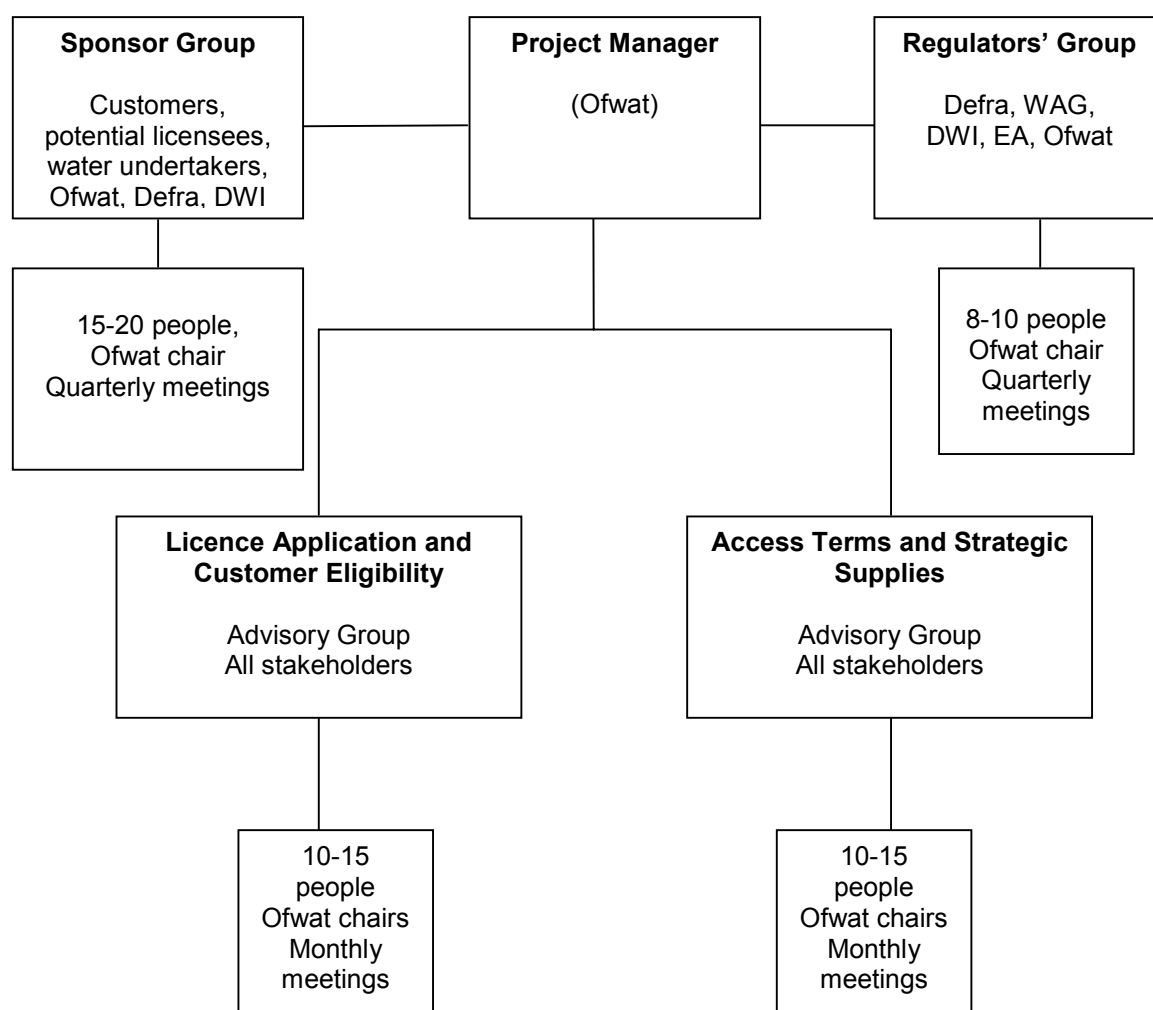 Sponsor Group
Customers,
potential licensees,
water undertakers,
Ofwat, Defra, DWI
Project Manager
(Ofwat)
Regulators’ Group
Defra, WAG,
DWI, EA, Ofwat
15-20 people,
Ofwat chair
Quarterly meetings
8-10 people
Ofwat chair
Quarterly
meetings
Licence Application and
Customer Eligibility
Advisory Group
All stakeholders
Access Terms and Strategic
Supplies
Advisory Group
All stakeholders
10-15
people
Ofwat chairs
Monthly
meetings
10-15
people
Ofwat chairs
Monthly
meetings